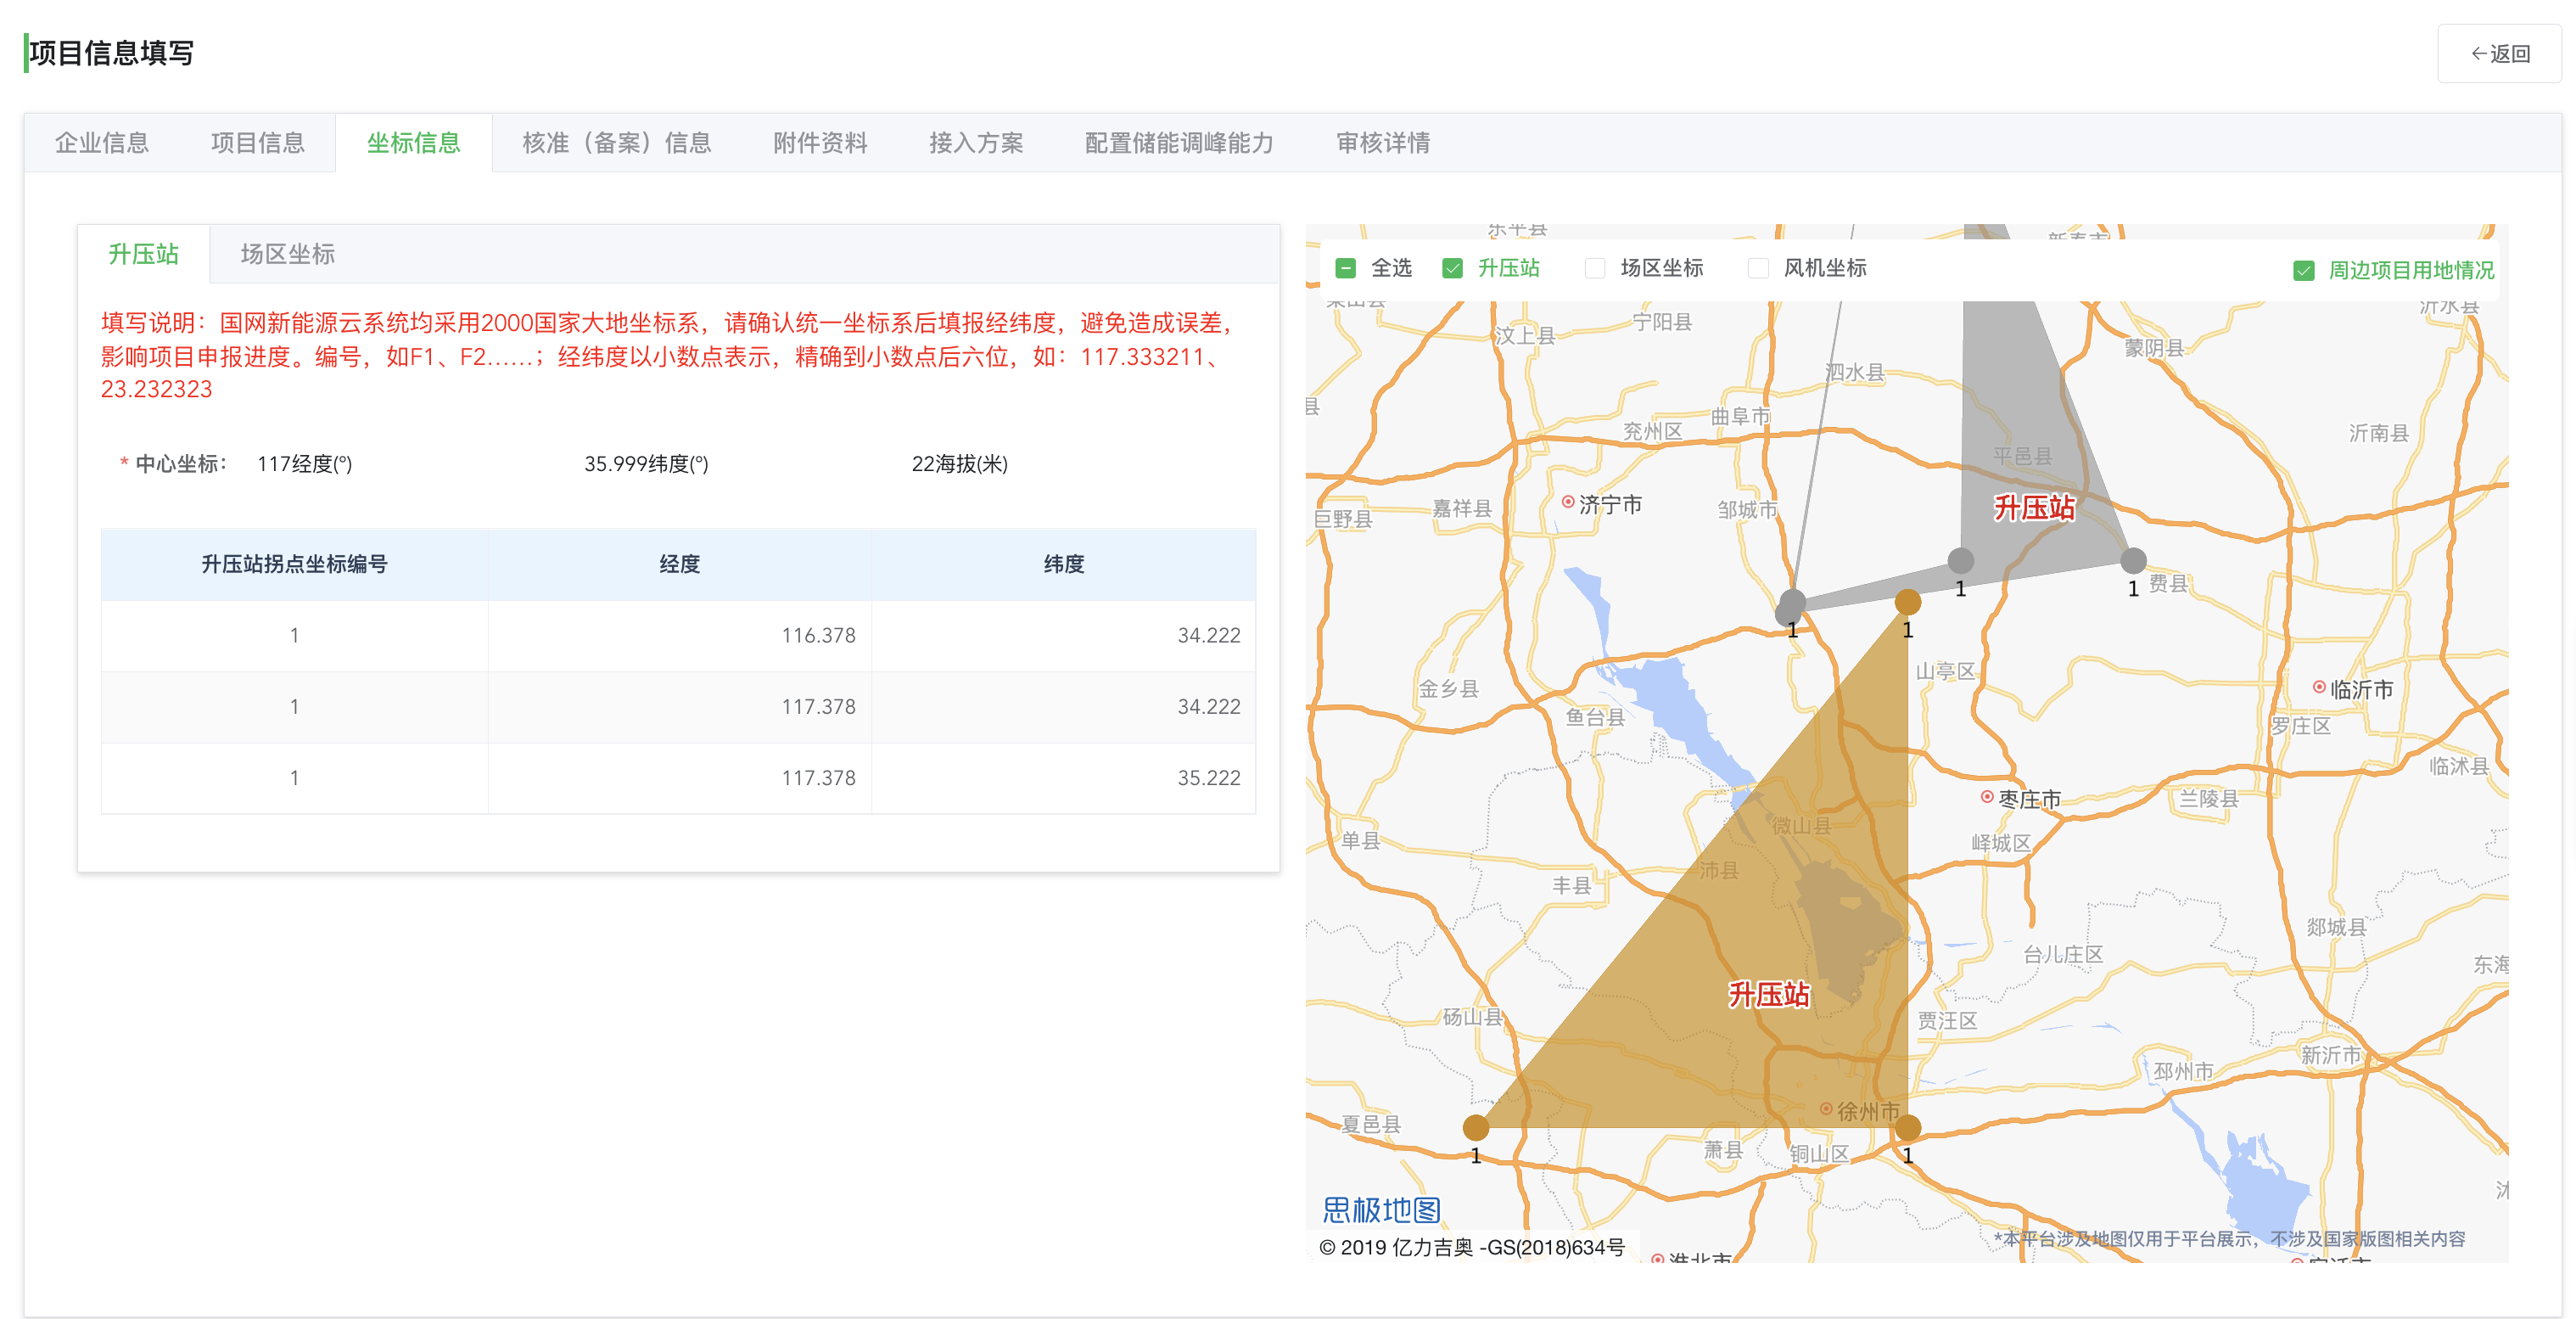 项目信息填写
←返回
企业信息
项目信息
坐标信息
核准（备案）信息
附件资料
接入方案
配置储能调峰能力
审核详情
升压站
场区坐标
填写说明：国网新能源云系统均采用2000国家大地坐标系，请确认统一坐标系后填报经纬度，避免造成误差，
影响项目申报进度。编号，如F1、F2……；经纬度以小数点表示，精确到小数点后六位，如：117.333211、
23.232323
* 中心坐标：
117经度(°)
35.999纬度(°)
22海拔(米)
升压站拐点坐标编号
经度
纬度
1
116.378
34.222
1
117.378
34.222
1
117.378
35.222
全选
升压站
场区坐标
风机坐标
周边项目用地情况
东平县
汶上县
宁阳县
沂水县
蒙阴县
泗水县
曲阜市
兖州区
沂南县
平邑县
县
济宁市
嘉祥县
巨野县
邹城市
升压站
1
1
费县
1
1
山亭区
金乡县
鱼台县
临沂市
罗庄区
临沭县
枣庄市
兰陵县
微山县
峄城区
单县
沛县
丰县
郯城县
台儿庄区
东海
升压站
砀山县
贾汪区
新沂市
邳州市
徐州市
夏邑县
萧县
铜山区
1
1
沭
思极地图
© 2019 亿力吉奥 -GS(2018)634号
*本平台涉及地图仅用于平台展示，不涉及国家版图相关内容
淮北市